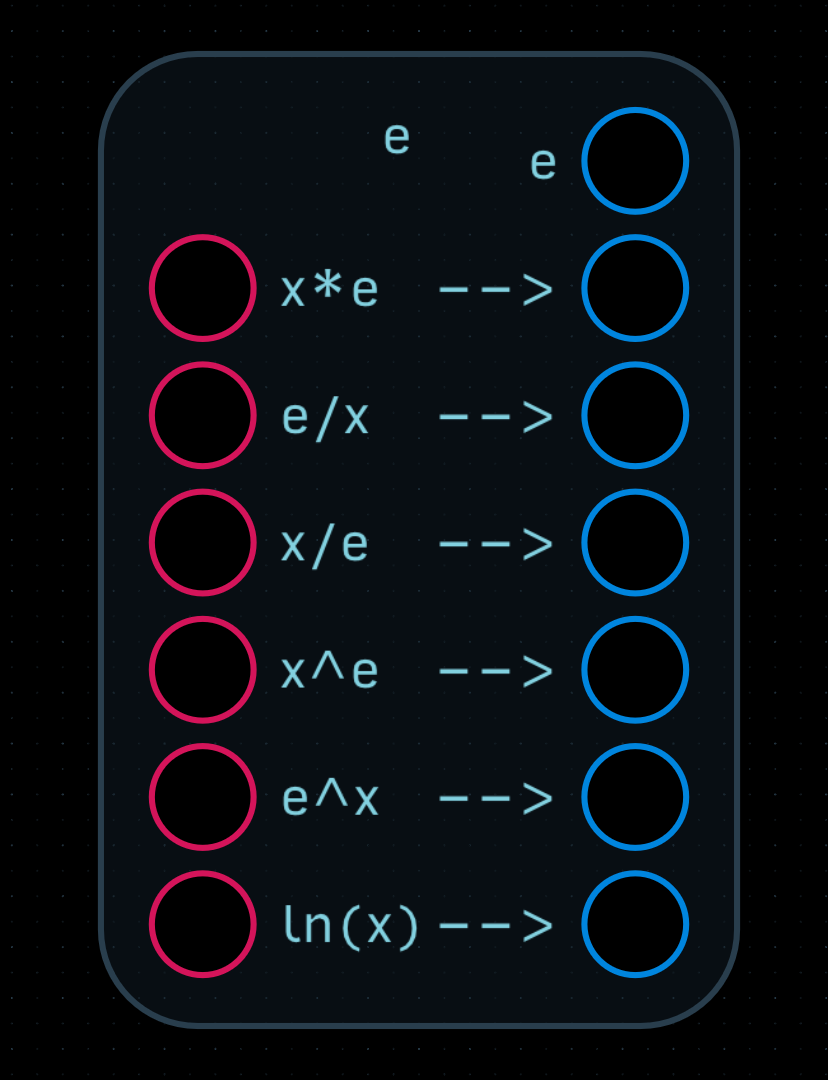 e
e
x*e -->
e/x -->
x/e -->
x^e -->
e^x -->
ln(x) -->